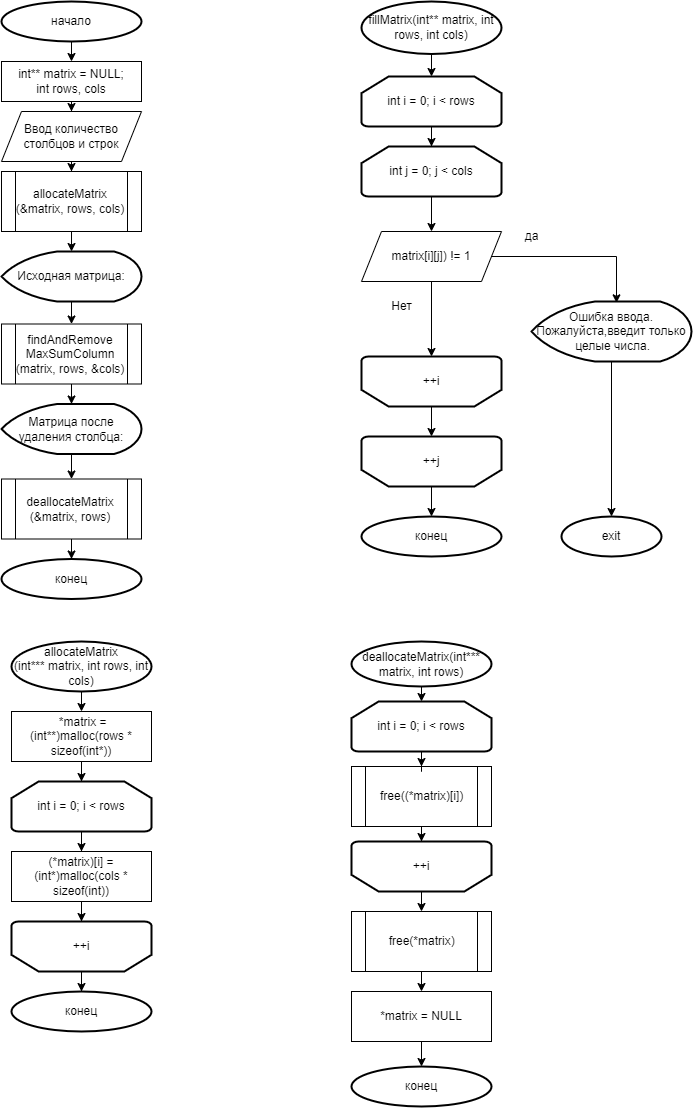 начало
int** matrix = NULL;
int rows, cols
Ввод количество
столбцов и строк
allocateMatrix
(&matrix, rows, cols)
Исходная матрица:
findAndRemove
MaxSumColumn
(matrix, rows, &cols)
Матрица после
удаления столбца:
deallocateMatrix
(&matrix, rows)
конец
fillMatrix(int** matrix, int
rows, int cols)
int i = 0; i < rows
int j = 0; j < cols
matrix[i][j]) != 1
да
Нет
Ошибка ввода.
Пожалуйста,введит только
целые числа.
++i
++j
конец
exit
allocateMatrix
(int*** matrix, int rows, int
cols)
*matrix =
(int**)malloc(rows *
sizeof(int*))
int i = 0; i < rows
(*matrix)[i] =
(int*)malloc(cols *
sizeof(int))
++i
конец
deallocateMatrix(int***
matrix, int rows)
int i = 0; i < rows
free((*matrix)[i])
++i
free(*matrix)
*matrix = NULL
конец